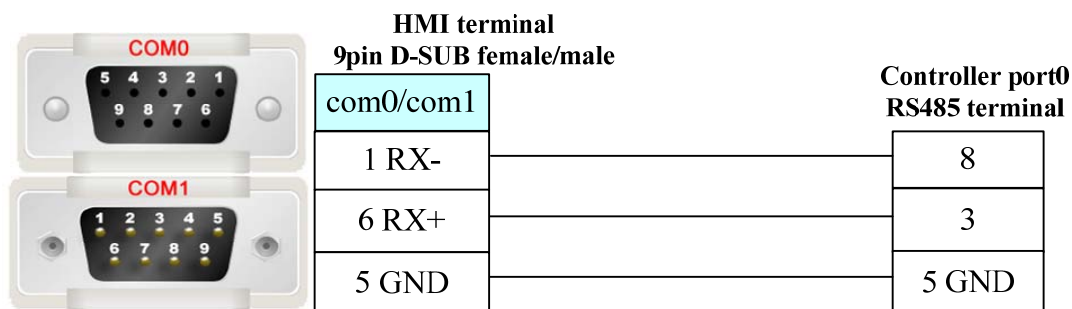 HMI terminal
9pin D-SUB female/male
Controller port0
RS485 terminal
COM0
5 4 3 2 1
9 8 7 6
COM1
1 2 3 4 5
6 7 8 9
com0/com1
1 RX-
8
6 RX+
3
5 GND
5 GND